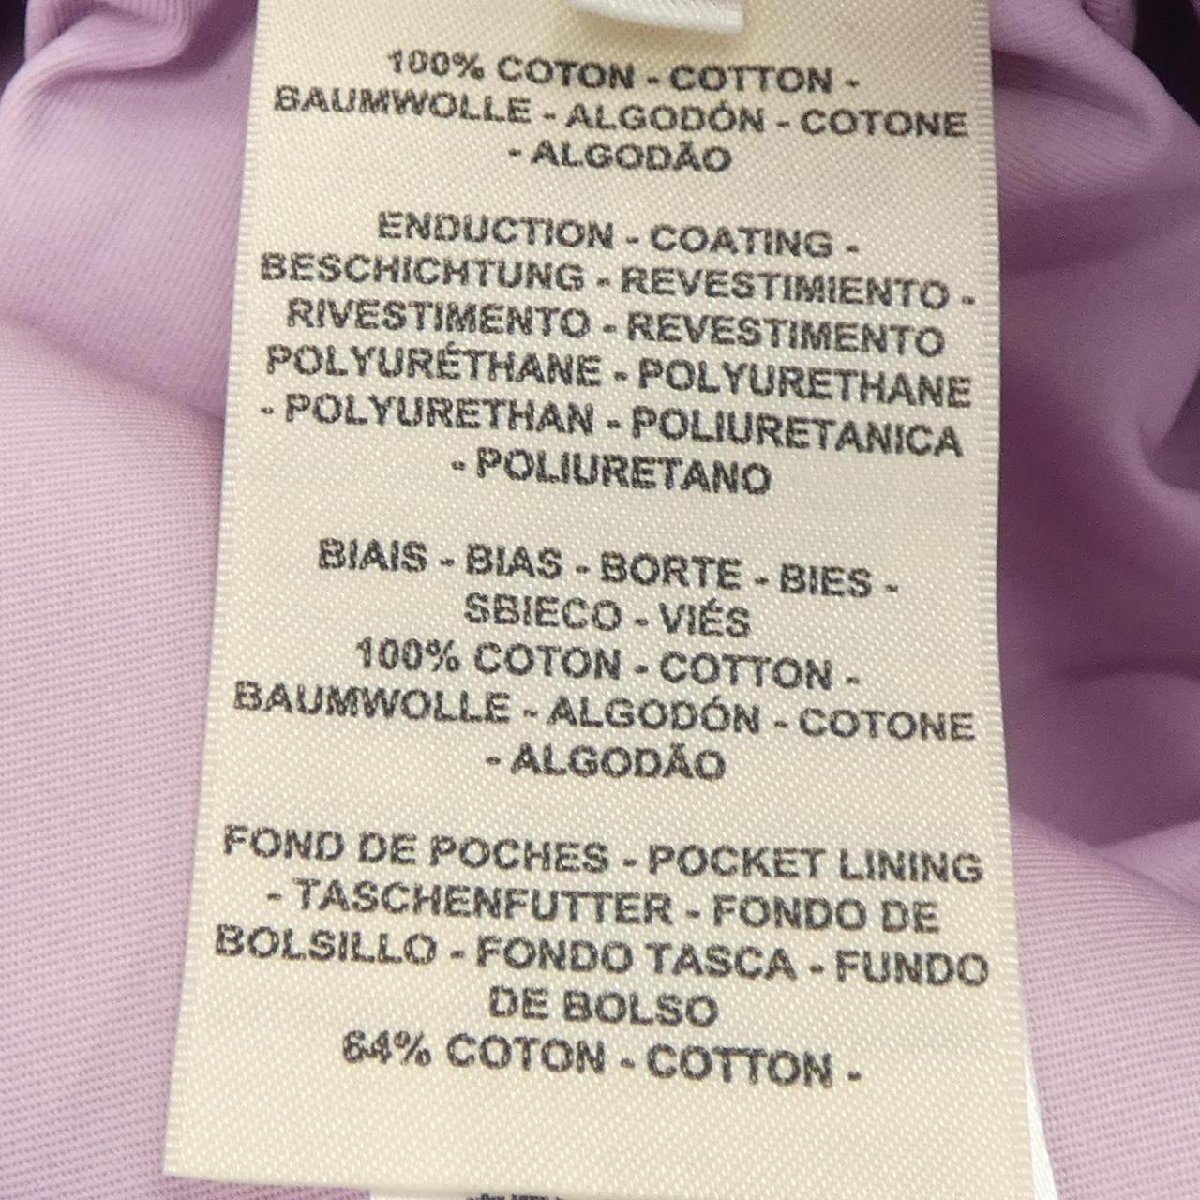 100% COTON - COTTON -
BAUMWOLLE - ALGODÓN - COTONE
- ALGODÃO
ENDUCTION - COATING -
BESCHICHTUNG - REVESTIMIENTO -
RIVESTIMENTO - REVESTIMENTO
POLYURÉTHANE - POLYURETHANE
- POLYURETHAN - POLIURETANICA
- POLIURETANO
BIAIS - BIAS - BORTE - BIES -
SBIECO - VIÉS
100% COTON - COTTON -
BAUMWOLLE - ALGODÓN - COTONE
- ALGODÃO
FOND DE POCHES - POCKET LINING
- TASCHENFUTTER - FONDO DE
BOLSILLO - FONDO TASCA - FUNDO
DE BOLSO
64% COTON - COTTON -